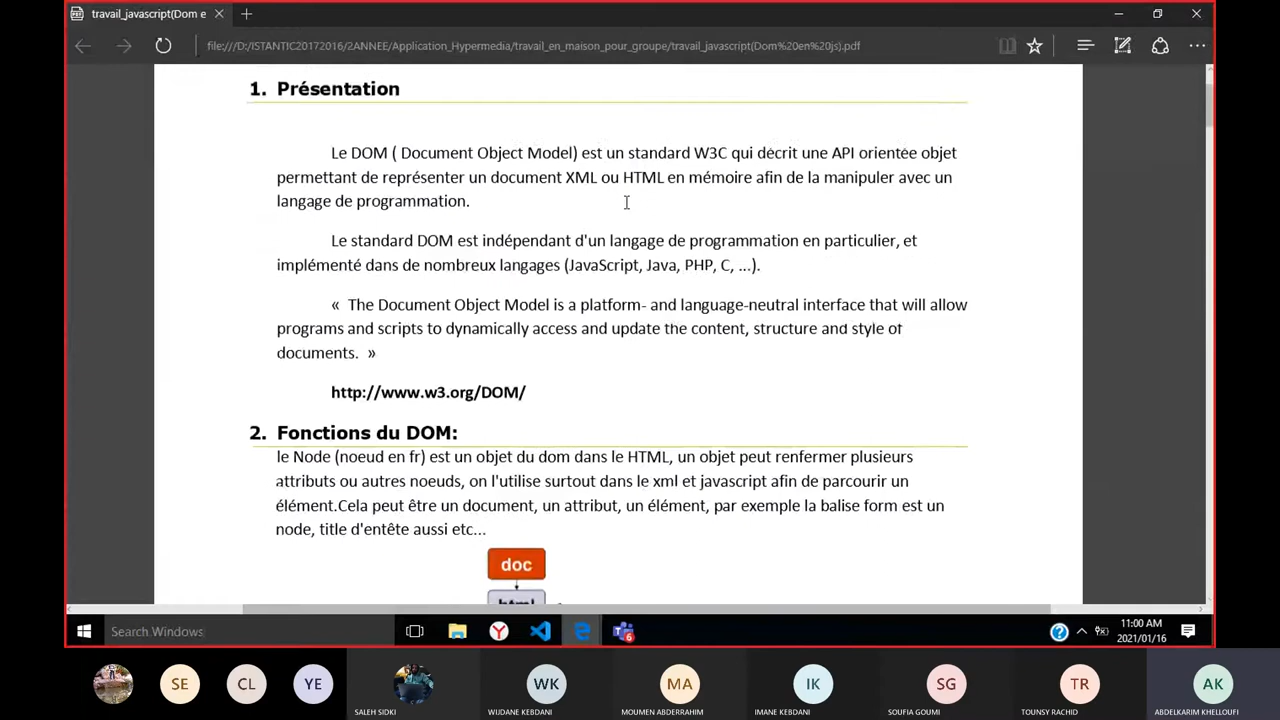 travail_javascript(Dom e
file:///D:/ISTANTIC20172016/2ANNEE/Application_Hypermedia/travail_en_maison_pour_groupe/travail_javascript(Dom%20en%20js).pdf
1. Présentation
Le DOM ( Document Object Model) est un standard W3C qui décrit une API orientée objet
permettant de représenter un document XML ou HTML en mémoire afin de la manipuler avec un
langage de programmation.
Le standard DOM est indépendant d'un langage de programmation en particulier, et
implémenté dans de nombreux langages (JavaScript, Java, PHP, C, ...).
« The Document Object Model is a platform- and language-neutral interface that will allow
programs and scripts to dynamically access and update the content, structure and style of
documents. »
http://www.w3.org/DOM/
2. Fonctions du DOM:
le Node (noeud en fr) est un objet du dom dans le HTML, un objet peut renfermer plusieurs
attributs ou autres noeuds, on l'utilise surtout dans le xml et javascript afin de parcourir un
élément.Cela peut être un document, un attribut, un élément, par exemple la balise form est un
node, title d'entête aussi etc...
doc
html
Search Windows
6
11:00 AM
2021/01/16
SE CL YE WK MA IK SG TR AK
SALEH SIDKI WIJDANE KEBDANI MOUMEN ABDERRAHIM IMANE KEBDANI SOUFIA GOUMI TOUNSY RACHID ABDELKARIM KHELLOUFI